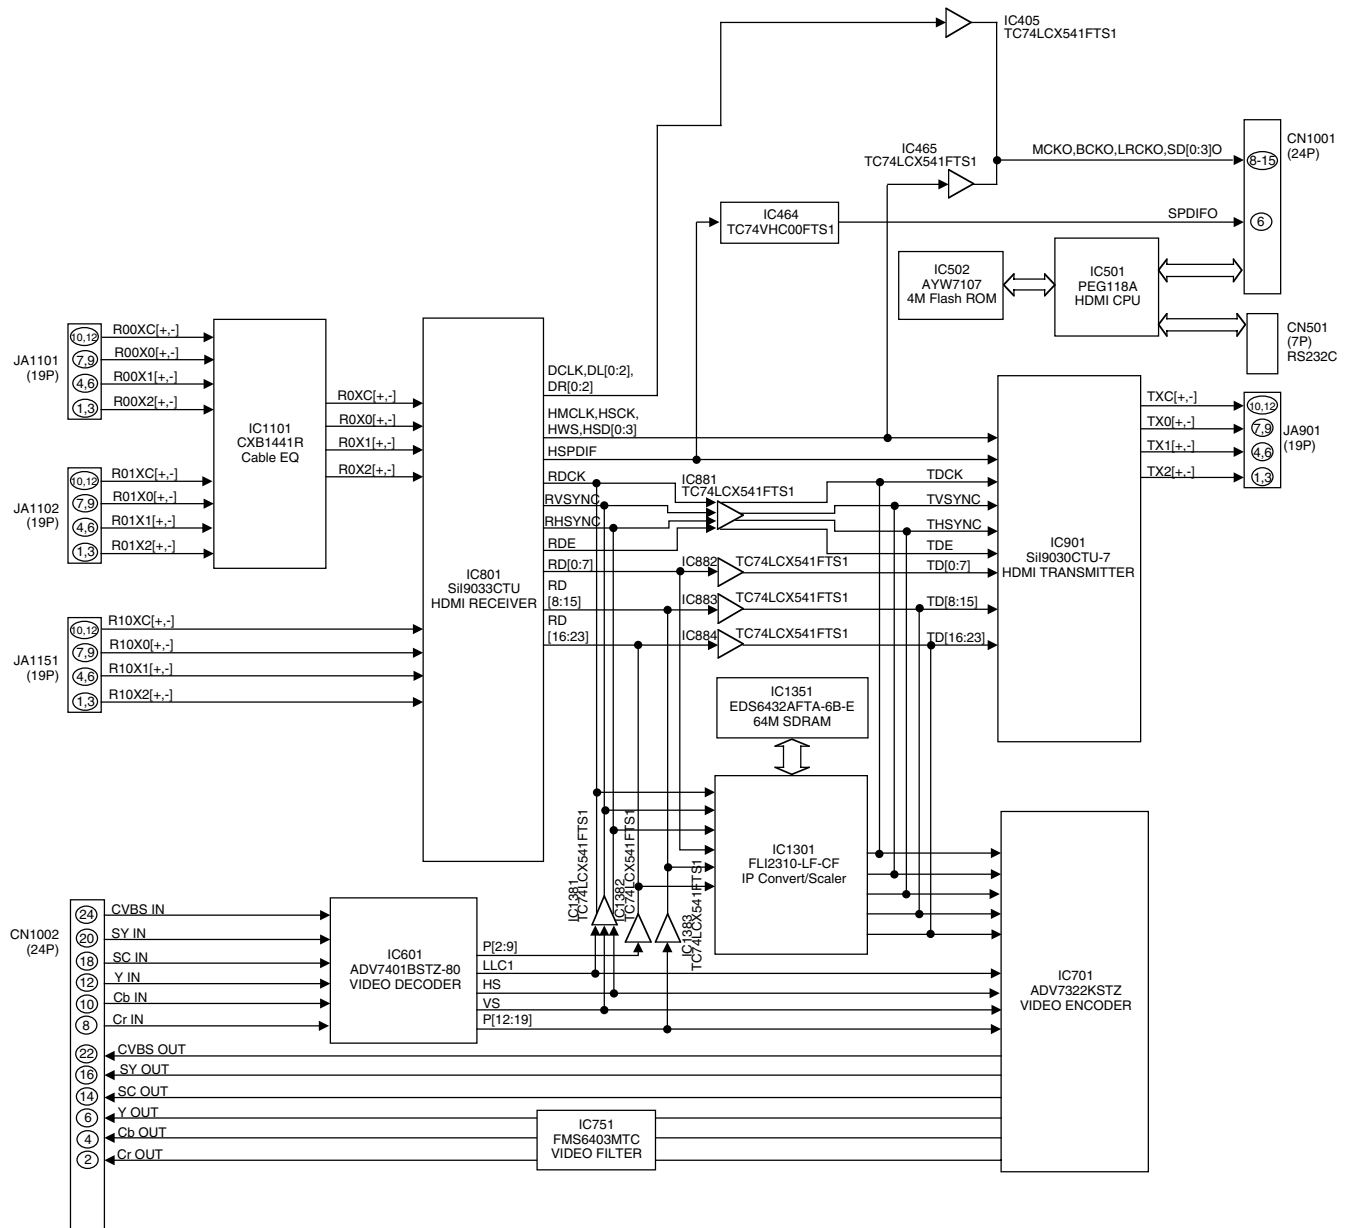 IC405
TC74LCX541FTS1
IC465
TC74LCX541FTS1
MCKO,BCKO,LRCKO,SD[0:3]O
CN1001
(24P)
8-15
IC464
TC74VHC00FTS1
SPDIFO
6
IC502
AYW7107
4M Flash ROM
IC501
PEG118A
HDMI CPU
CN501
(7P)
RS232C
JA1101
(19P)
10,12
R00XC[+,-]
7,9
R00X0[+,-]
4,6
R00X1[+,-]
1,3
R00X2[+,-]
IC1101
CXB1441R
Cable EQ
R0XC[+,-]
R0X0[+,-]
R0X1[+,-]
R0X2[+,-]
JA1102
(19P)
10,12
R01XC[+,-]
7,9
R01X0[+,-]
4,6
R01X1[+,-]
1,3
R01X2[+,-]
JA1151
(19P)
10,12
R10XC[+,-]
7,9
R10X0[+,-]
4,6
R10X1[+,-]
1,3
R10X2[+,-]
IC801
SiI9033CTU
HDMI RECEIVER
DCLK,DL[0:2],
DR[0:2]
HMCLK,HSCK,
HWS,HSD[0:3]
HSPDIF
RDCK
RVSYNC
RHSYNC
RDE
RD[0:7]
RD
[8:15]
RD
[16:23]
IC881
TC74LCX541FTS1
IC882
TC74LCX541FTS1
IC883
TC74LCX541FTS1
IC884
TC74LCX541FTS1
TDCK
TVSYNC
THSYNC
TDE
TD[0:7]
TD[8:15]
TD[16:23]
IC901
SiI9030CTU-7
HDMI TRANSMITTER
TXC[+,-]
TX0[+,-]
TX1[+,-]
TX2[+,-]
10,12
7,9
4,6
1,3
JA901
(19P)
IC1351
EDS6432AFTA-6B-E
64M SDRAM
IC1301
FLI2310-LF-CF
IP Convert/Scaler
IC1381
TC74LCX541FTS1
IC1382
TC74LCX541FTS1
IC1383
TC74LCX541FTS1
CN1002
(24P)
24
CVBS IN
20
SY IN
18
SC IN
12
Y IN
10
Cb IN
8
Cr IN
22
CVBS OUT
16
SY OUT
14
SC OUT
6
Y OUT
4
Cb OUT
2
Cr OUT
IC601
ADV7401BSTZ-80
VIDEO DECODER
P[2:9]
LLC1
HS
VS
P[12:19]
IC701
ADV7322KSTZ
VIDEO ENCODER
IC751
FMS6403MTC
VIDEO FILTER